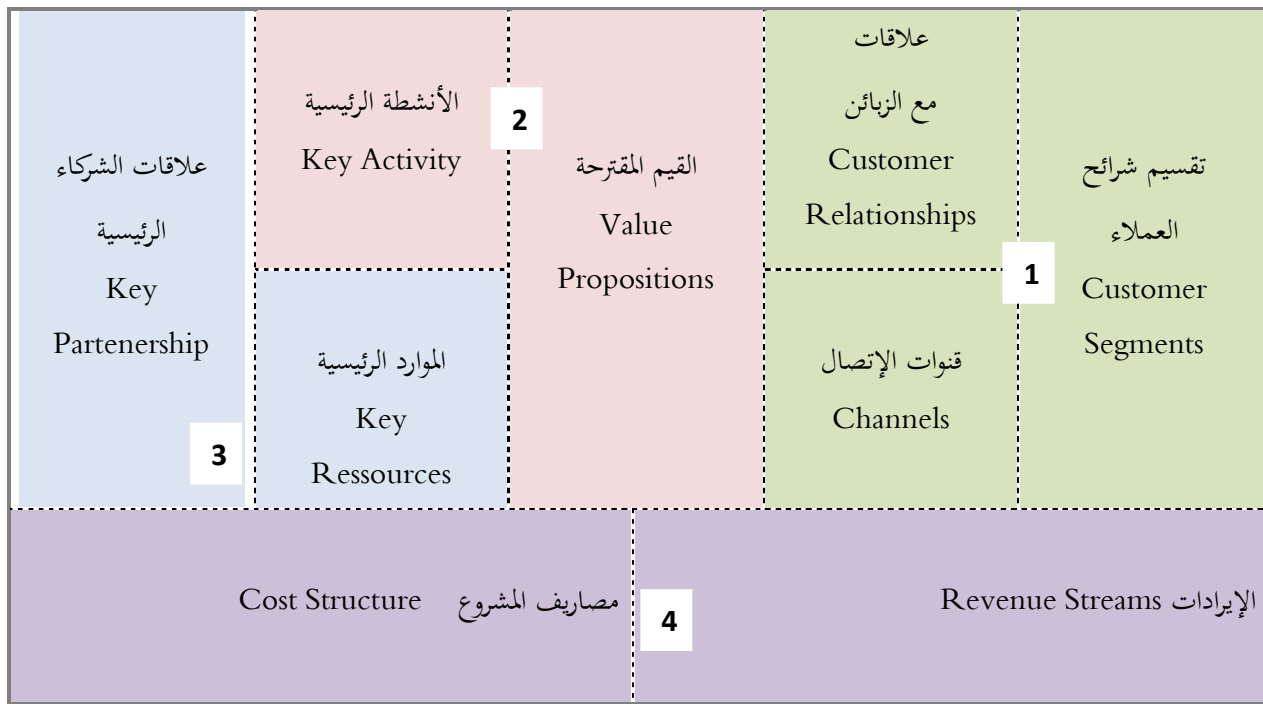 علاقات الشركاء
الرئيسية
Key
Partenership
3
الأنشطة الرئيسية
Key Activity
2
الموارد الرئيسية
Key
Ressources
القيم المقترحة
Value
Propositions
علاقات
مع الزبائن
Customer
Relationships
1
قنوات الإتصال
Channels
تقسيم شرائح
العملاء
Customer
Segments
مصاريف المشروع Cost Structure
4
الإيرادات Revenue Streams